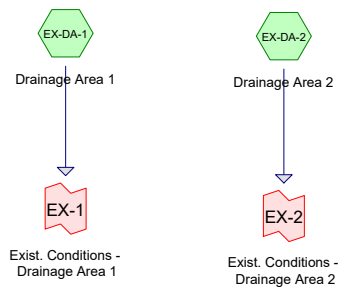 EX-DA-1
Drainage Area 1
EX-1
Exist. Conditions -
Drainage Area 1
EX-DA-2
Drainage Area 2
EX-2
Exist. Conditions -
Drainage Area 2